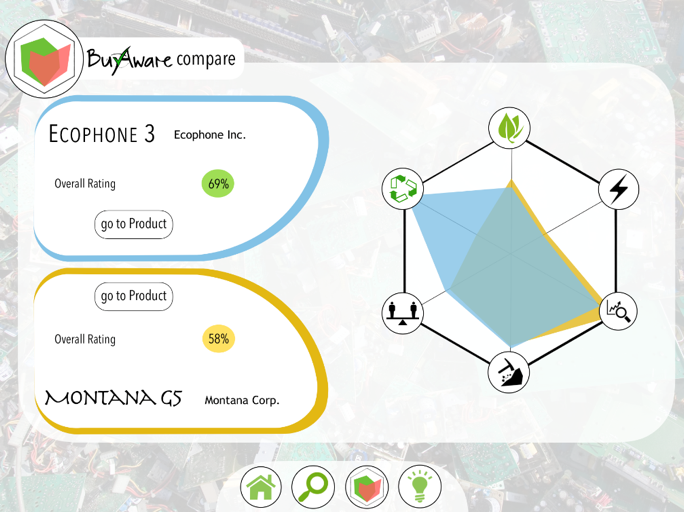 BuyAware compare
ECOPHONE 3 Ecophone Inc.
Overall Rating 69%
go to Product
go to Product
Overall Rating 58%
MONTANA G5 Montana Corp.